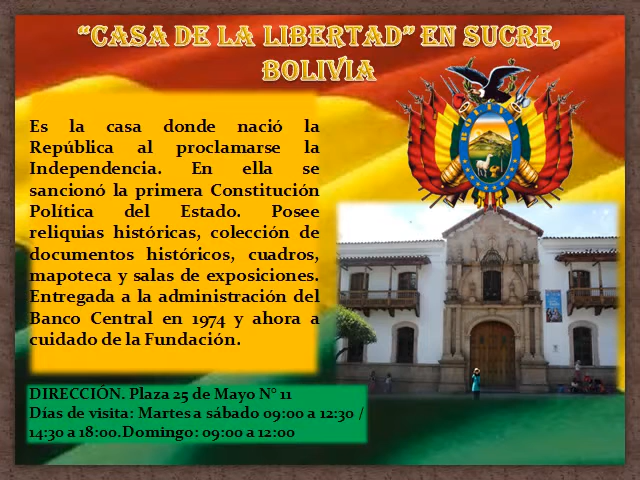 “CASA DE LA LIBERTAD” EN SUCRE,
BOLIVIA
Es la casa donde nació la
República al proclamarse la
Independencia. En ella se
sancionó la primera Constitución
Política del Estado. Posee
reliquias históricas, colección de
documentos históricos, cuadros,
mapoteca y salas de exposiciones.
Entregada a la administración del
Banco Central en 1974 y ahora a
cuidado de la Fundación.
DIRECCIÓN. Plaza 25 de Mayo N° 11
Días de visita: Martes a sábado 09:00 a 12:30 /
14:30 a 18:00.Domingo: 09:00 a 12:00